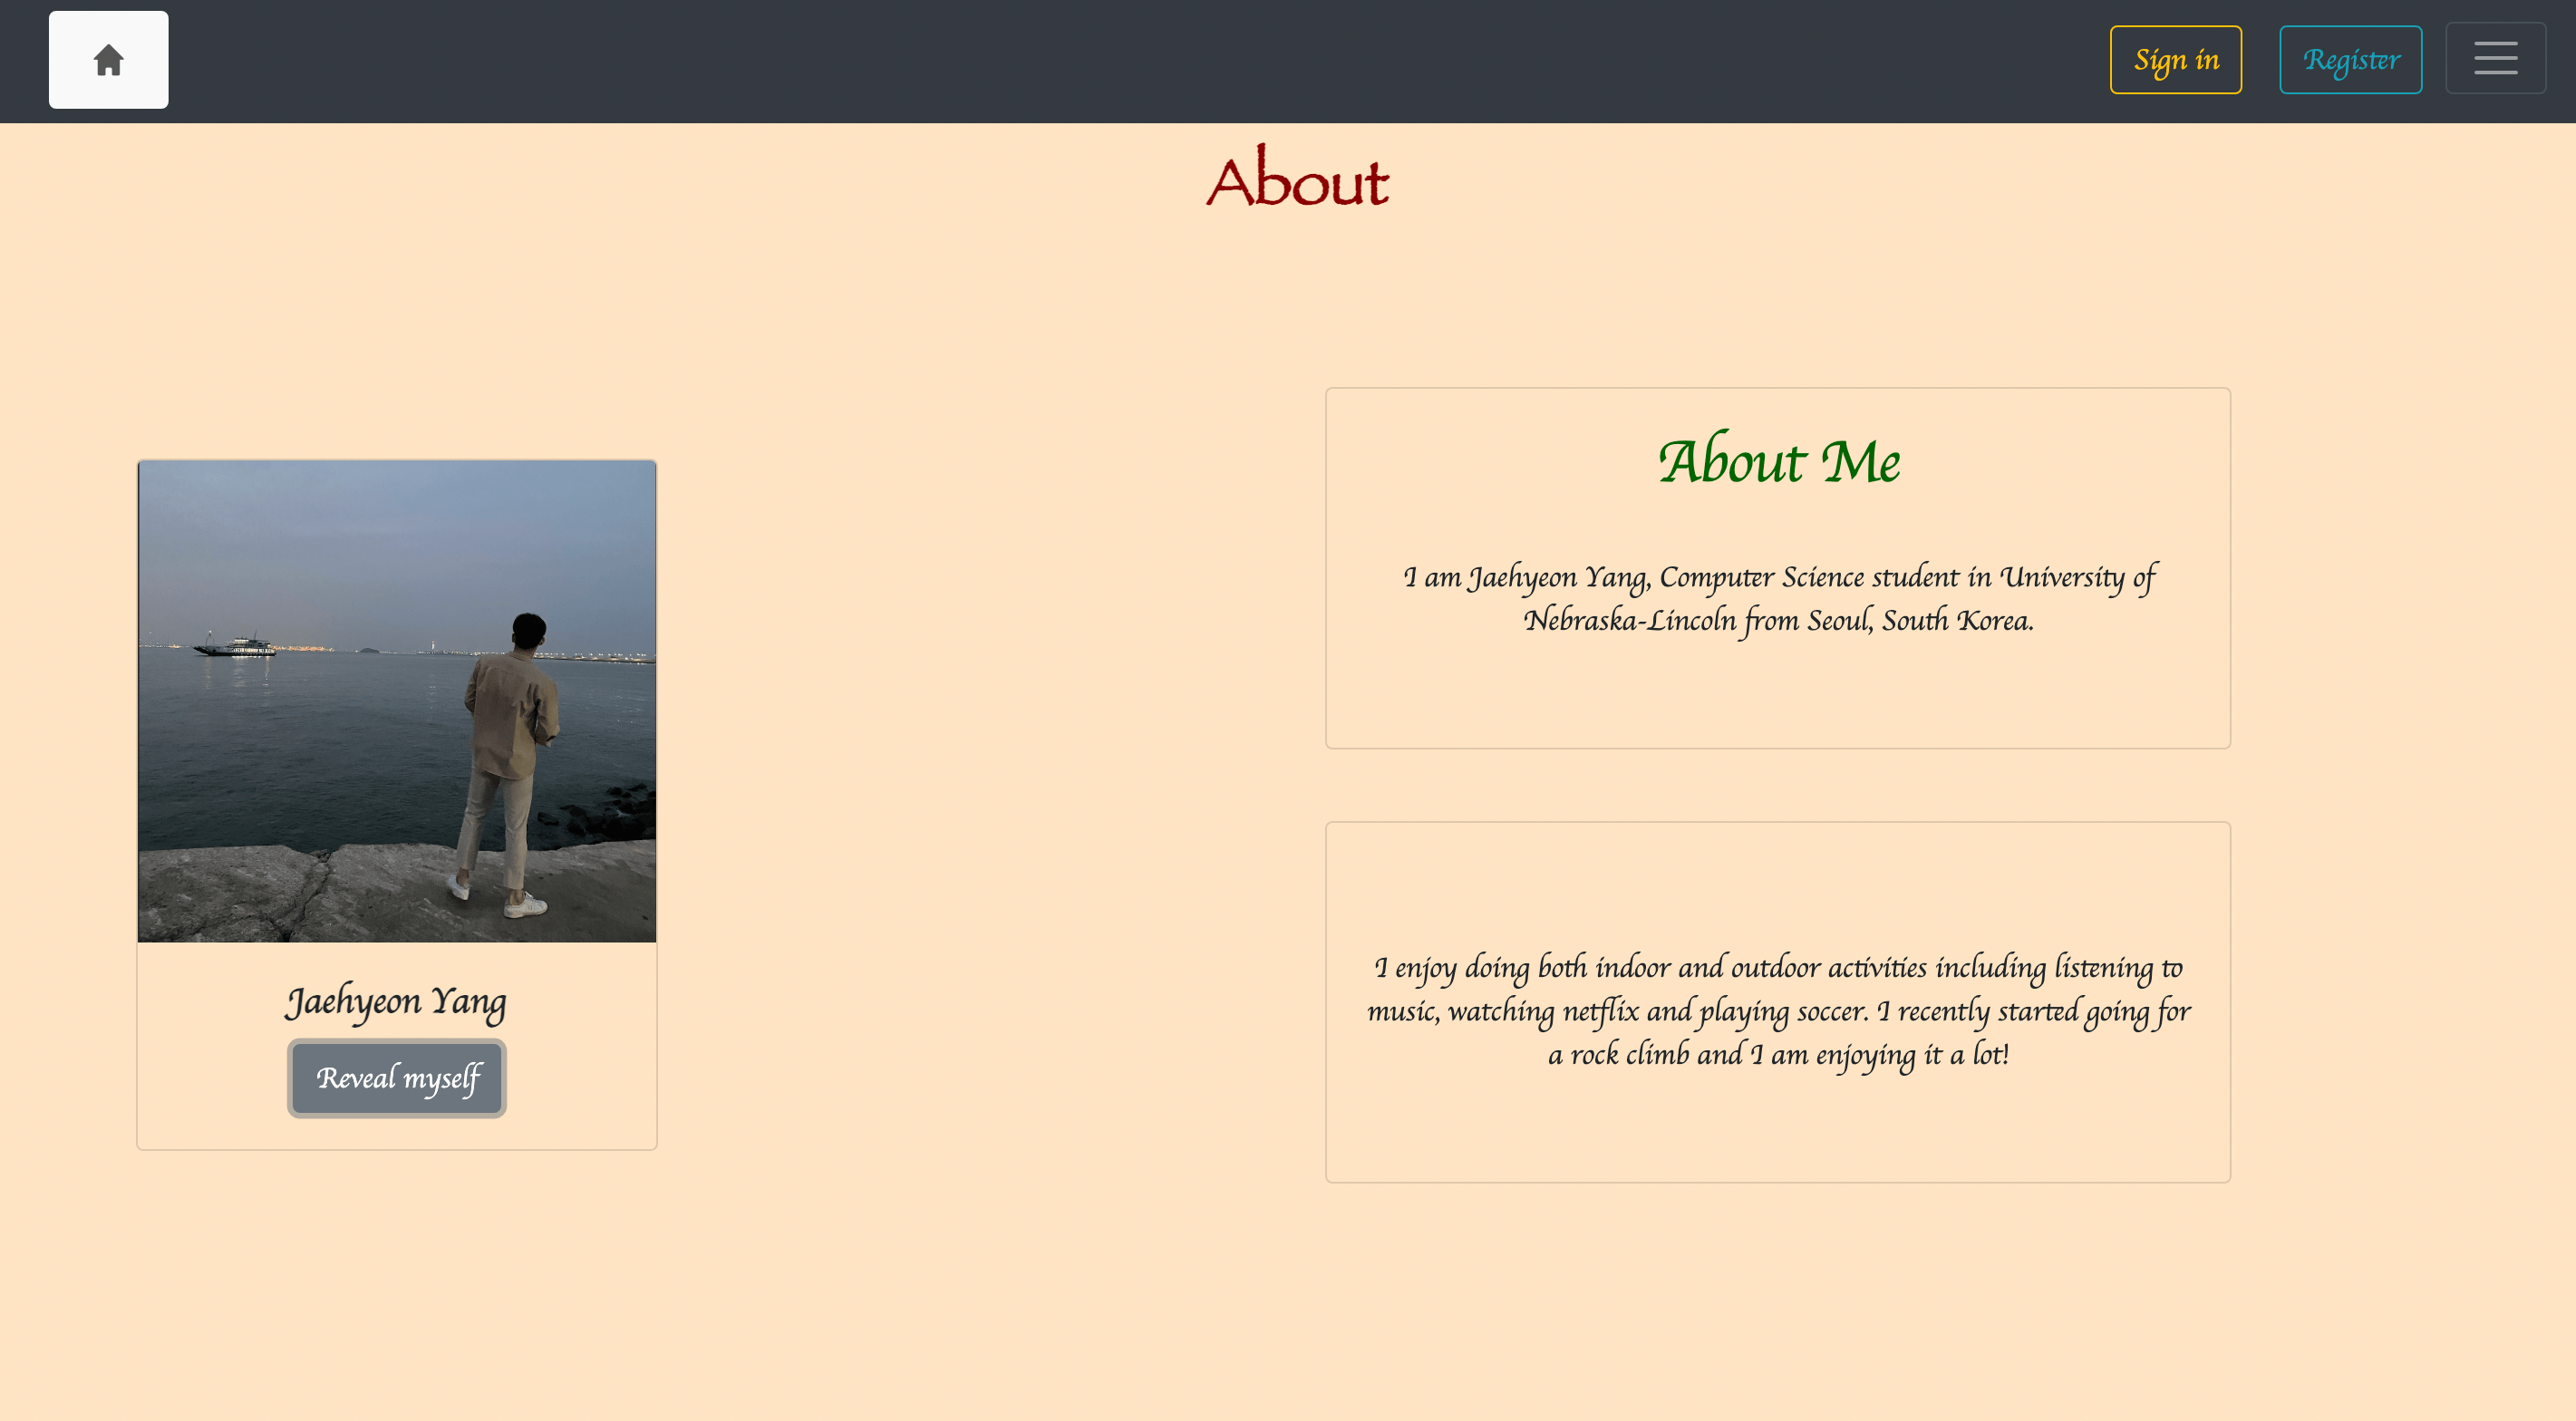 Sign in
Register
About
Jaehyeon Yang
Reveal myself
About Me
I am Jaehyeon Yang, Computer Science student in University of
Nebraska-Lincoln from Seoul, South Korea.
I enjoy doing both indoor and outdoor activities including listening to
music, watching netflix and playing soccer. I recently started going for
a rock climb and I am enjoying it a lot!